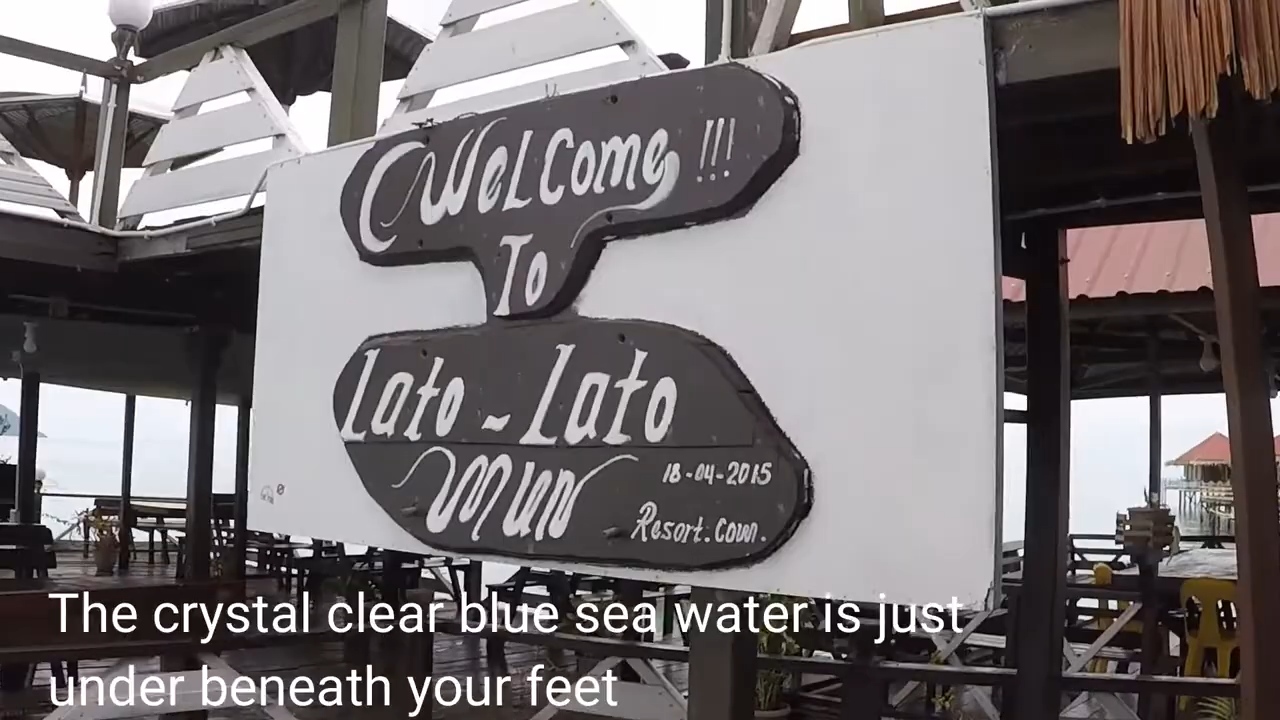 Welcome !!!
To
Lato - Lato
Mun
18-04-2015
Resort.com.
The crystal clear blue sea water is just
under beneath your feet